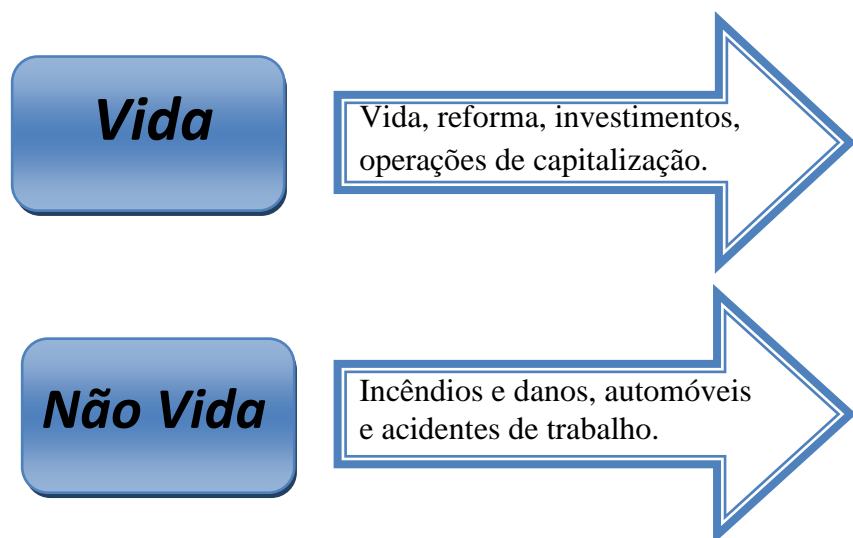 Vida
Vida, reforma, investimentos,
operações de capitalização.
Não Vida
Incêndios e danos, automóveis
e acidentes de trabalho.